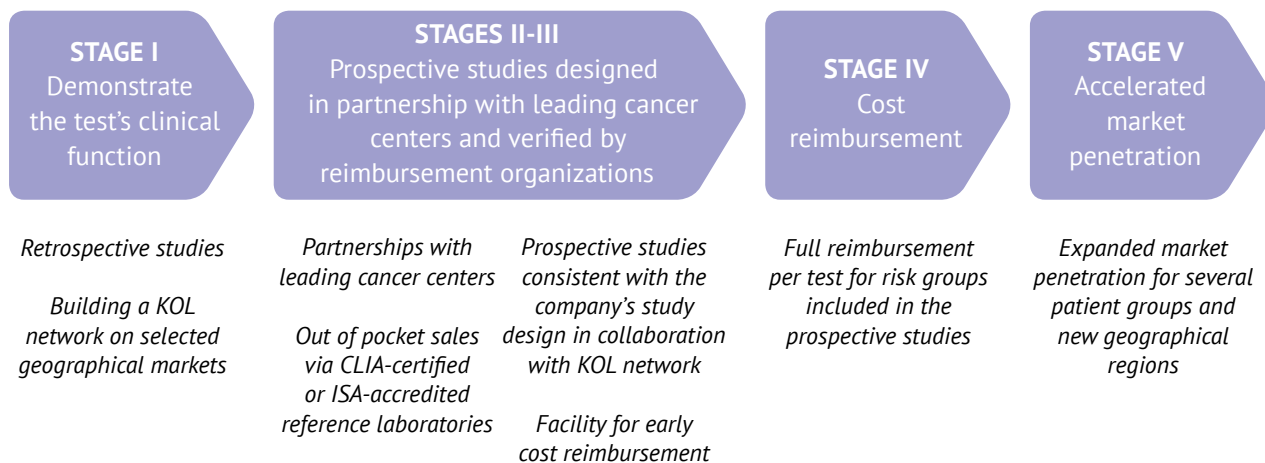 STAGE I
Demonstrate
the test's clinical
function
STAGES II-III
Prospective studies designed
in partnership with leading cancer
centers and verified by
reimbursement organizations
STAGE IV
Cost
reimbursement
STAGE V
Accelerated
market
penetration
Retrospective studies
Building a KOL
network on selected
geographical markets
Partnerships with
leading cancer centers
Out of pocket sales
via CLIA-certified
or ISA-accredited
reference laboratories
Prospective studies
consistent with the
company's study
design in collaboration
with KOL network
Facility for early
cost reimbursement
Full reimbursement
per test for risk groups
included in the
prospective studies
Expanded market
penetration for several
patient groups and
new geographical
regions